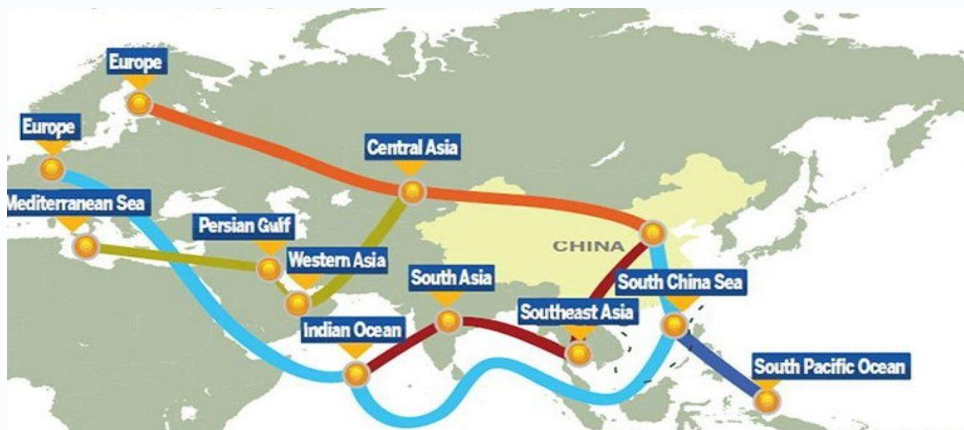 Europe
Europe
Central Asia
Mediterranean Sea
Persian Gulf
CHINA
Western Asia
South Asia
South China Sea
Southeast Asia
Indian Ocean
South Pacific Ocean